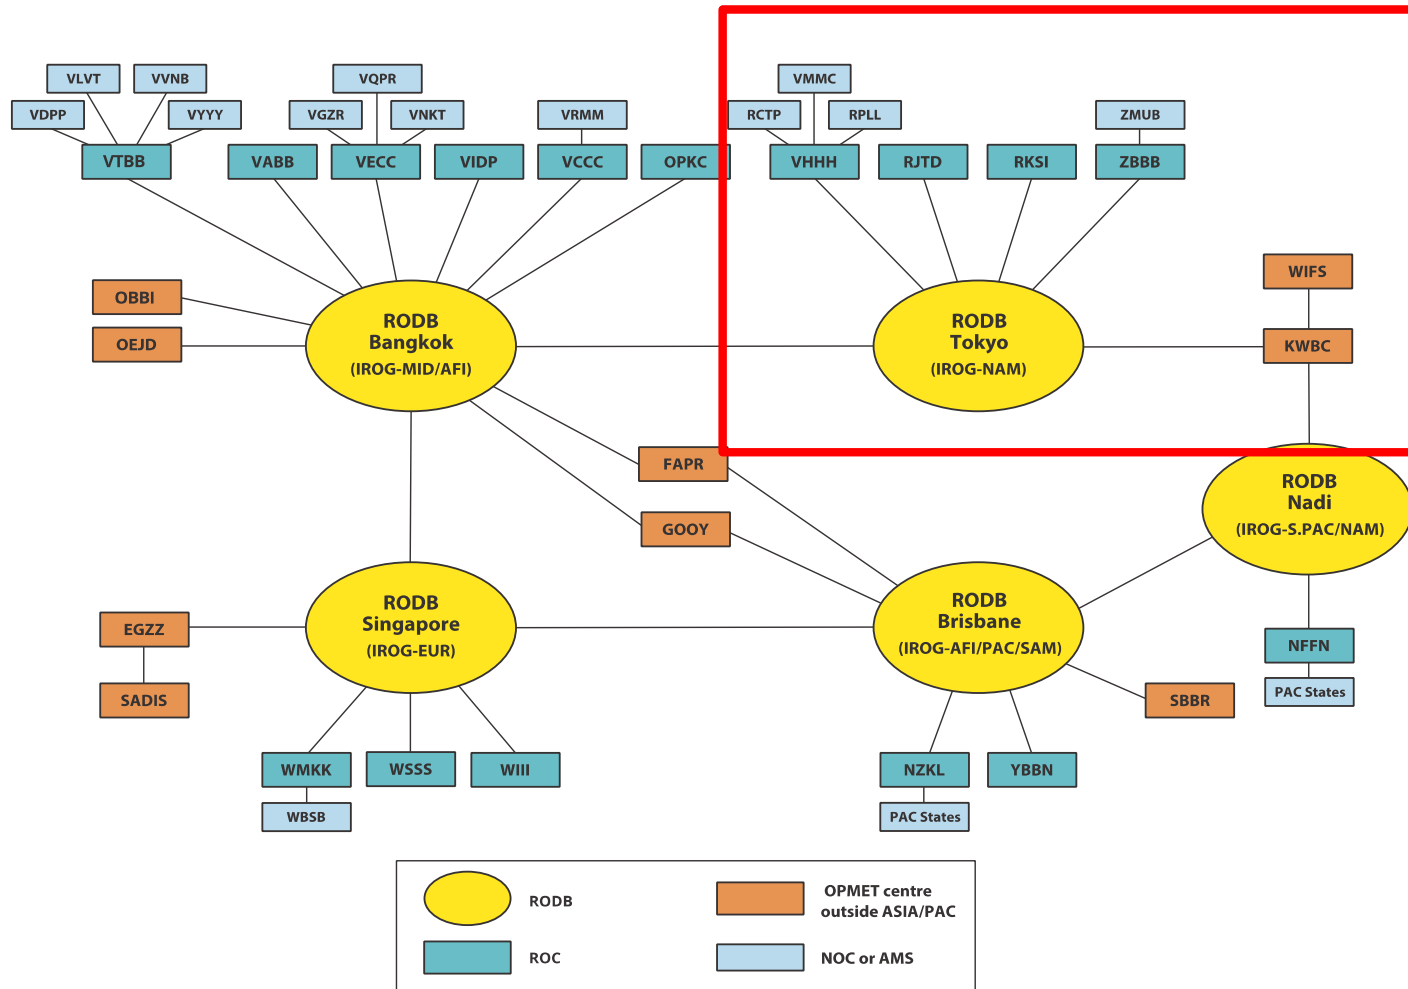 VLVT
VVNB
VQPR
VMMC
VDPP
VYYY
VGZR
VNKT
VRMM
RCTP
RPLL
ZMUB
VTBB
VABB
VECC
VIDP
VCCC
OPKC
VHHH
RJTD
RKSI
ZBBB
OBBI
OEJD
RODB
Bangkok
(IROG-MID/AFI)
RODB
Tokyo
(IROG-NAM)
WIFS
KWBC
FAPR
GOOY
RODB
Nadi
(IROG-S.PAC/NAM)
EGZZ
SADIS
RODB
Singapore
(IROG-EUR)
RODB
Brisbane
(IROG-AFI/PAC/SAM)
NFFN
PAC States
SBBR
WMKK
WSSS
WIII
NZKL
YBBN
WBSB
PAC States
RODB
OPMET centre
outside ASIA/PAC
ROC
NOC or AMS